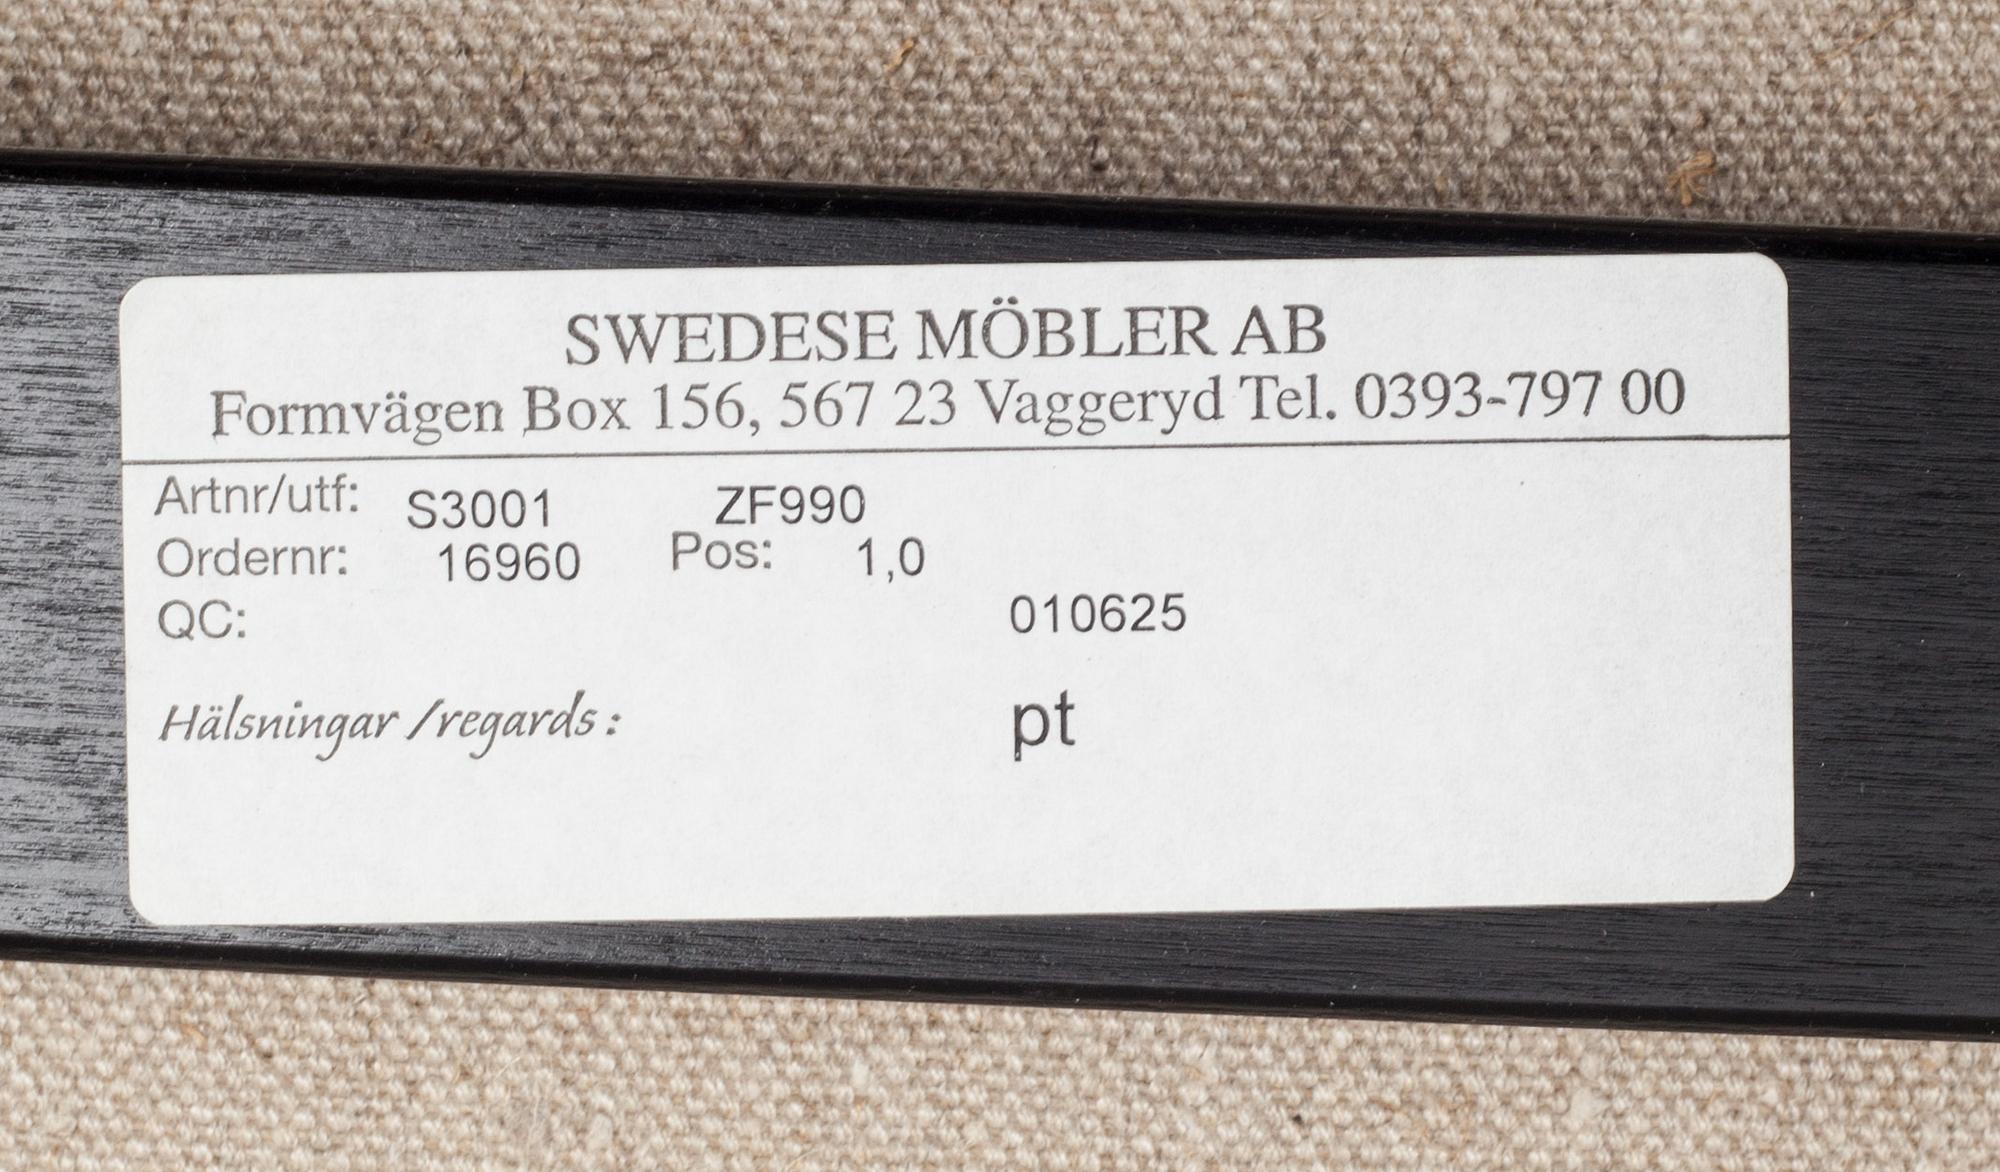 SWEDESE MÖBLER AB
Formvägen Box 156, 567 23 Vaggeryd Tel. 0393-797 00
Artnr/utf: S3001 ZF990
Ordernr: 16960 Pos: 1,0
QC: 010625
Hälsningar /regards : pt